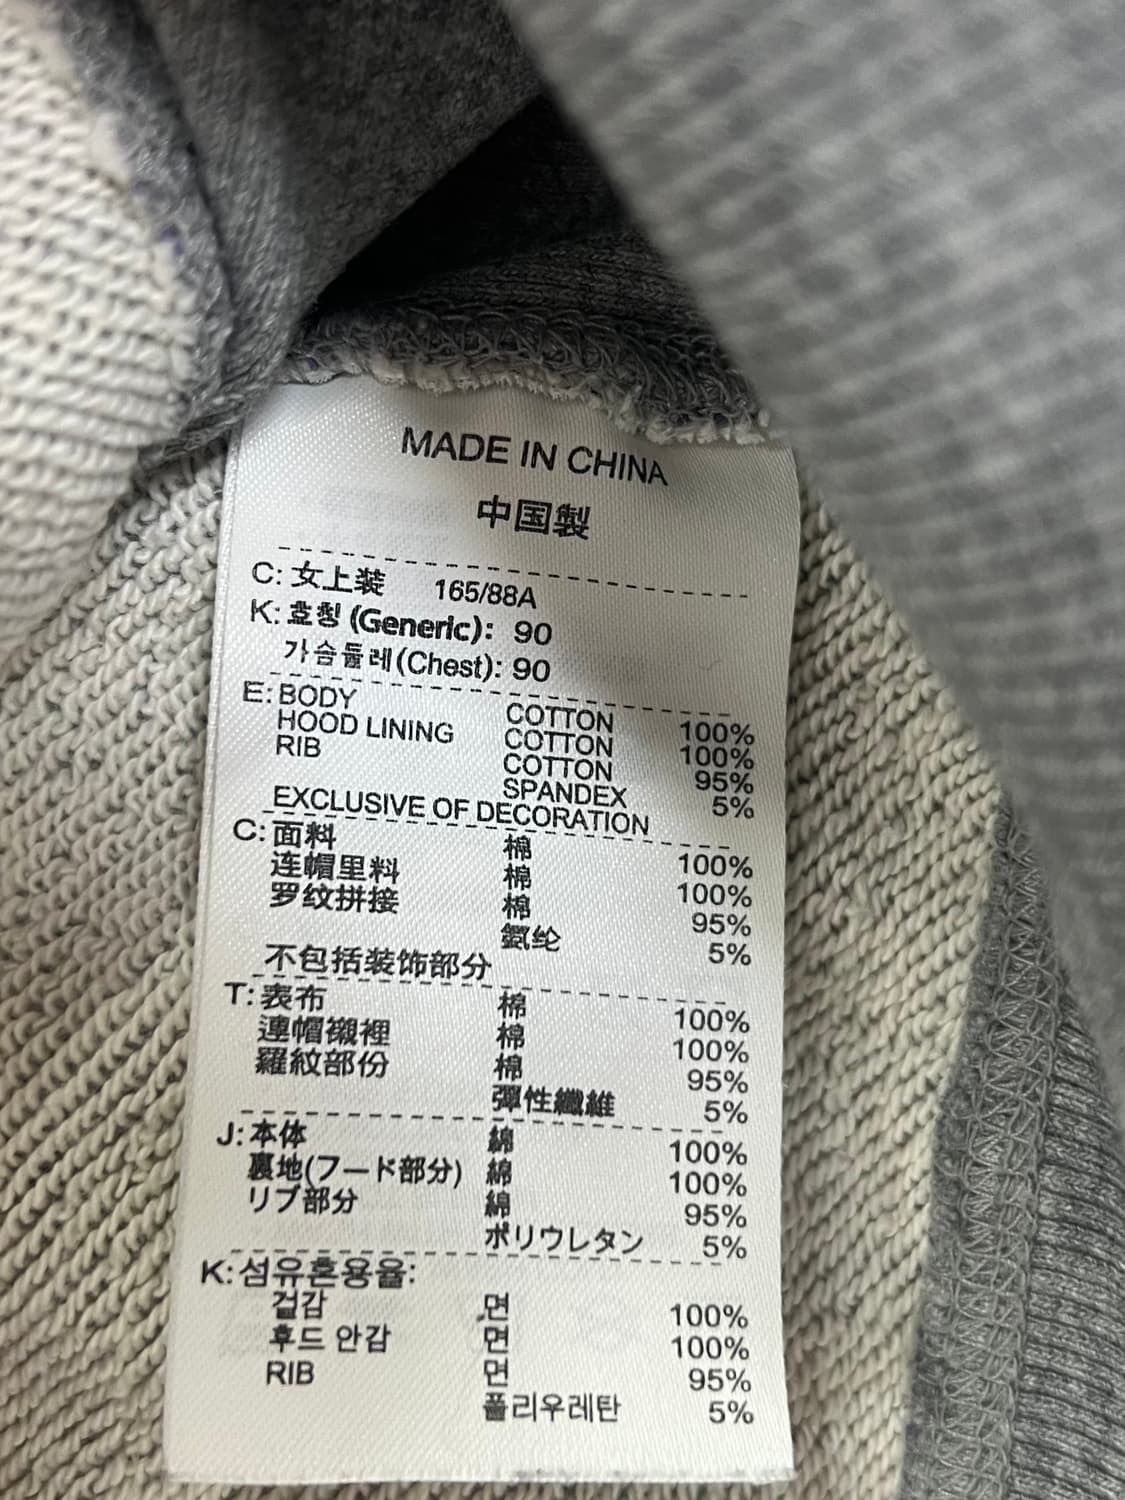 MADE IN CHINA
中国製
C: 女上装 165/88A
K: 호칭 (Generic): 90
가슴둘레(Chest): 90
E: BODY COTTON 100%
HOOD LINING COTTON 100%
RIB COTTON 95%
SPANDEX 5%
EXCLUSIVE OF DECORATION
C: 面料 棉 100%
连帽里料 棉 100%
罗纹拼接 棉 95%
氨纶 5%
不包括装饰部分
T: 表布 棉 100%
連帽襯裡 棉 100%
羅紋部份 棉 95%
彈性纖維 5%
J: 本体 綿 100%
裏地(フード部分) 綿 100%
リブ部分 綿 95%
ポリウレタン 5%
K: 섬유혼용율:
겉감 면 100%
후드 안감 면 100%
RIB 면 95%
폴리우레탄 5%